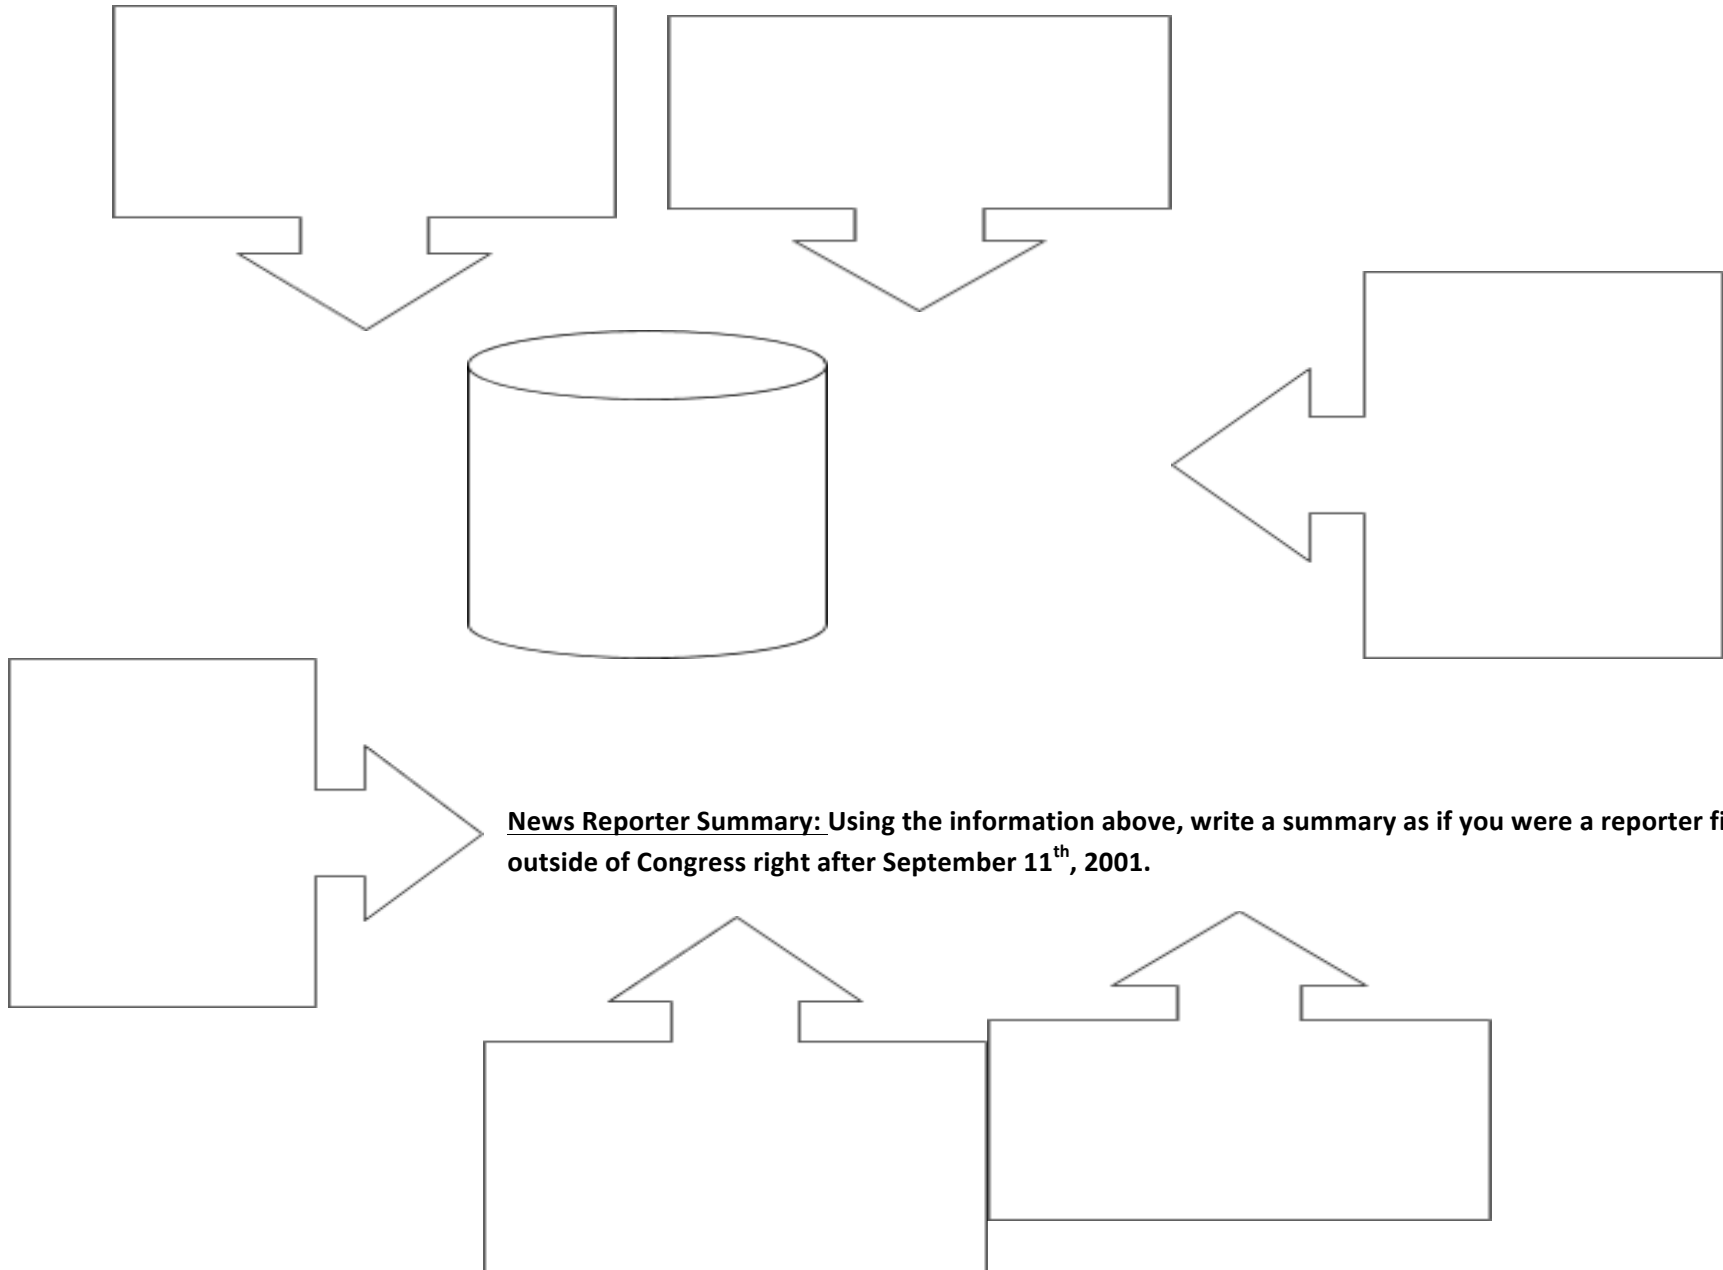 News Reporter Summary: Using the information above, write a summary as if you were a reporter
outside of Congress right after September 11th, 2001.